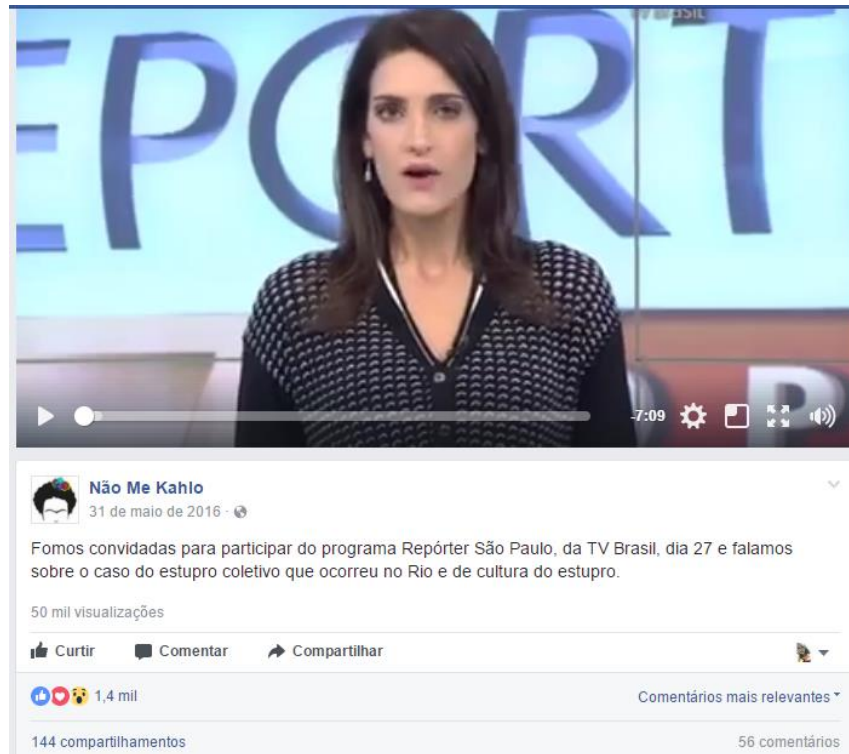 TV BRASIL
EPORT
-7:09
Não Me Kahlo
31 de maio de 2016 ·
Fomos convidadas para participar do programa Repórter São Paulo, da TV Brasil, dia 27 e falamos
sobre o caso do estupro coletivo que ocorreu no Rio e de cultura do estupro.
50 mil visualizações
Curtir Comentar Compartilhar
1,4 mil Comentários mais relevantes
144 compartilhamentos 56 comentários